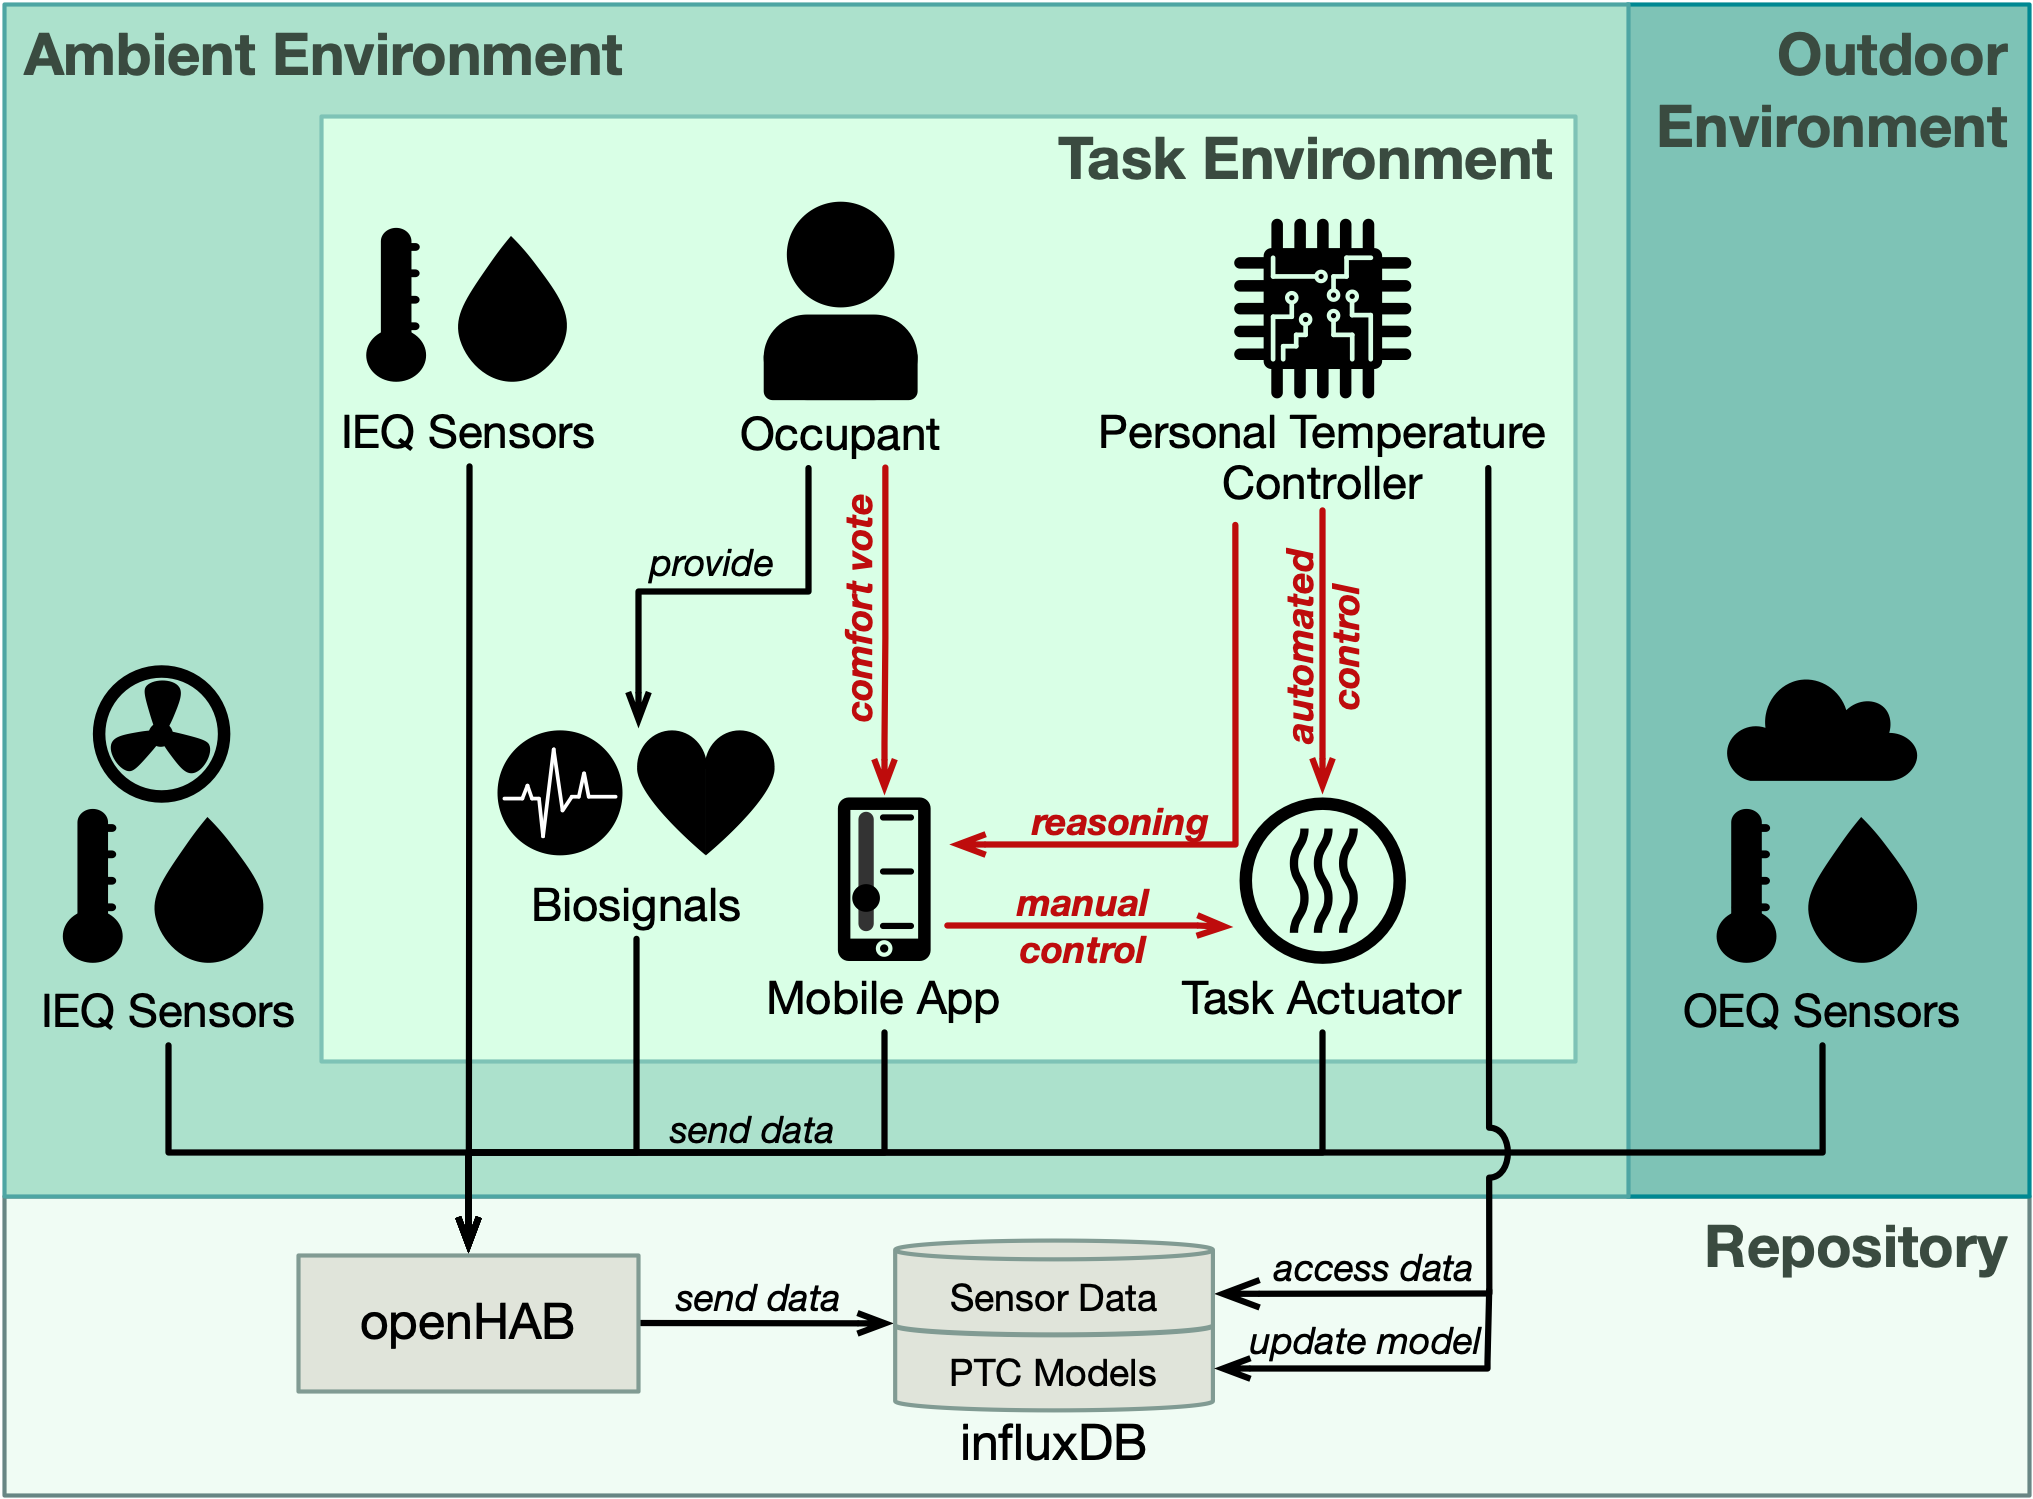 Ambient Environment
Outdoor
Environment
Task Environment
IEQ Sensors
Occupant
Personal Temperature
Controller
provide
comfort vote
automated
control
reasoning
manual
control
Biosignals
Mobile App
Task Actuator
IEQ Sensors
OEQ Sensors
send data
Repository
openHAB
send data
Sensor Data
PTC Models
access data
update model
influxDB